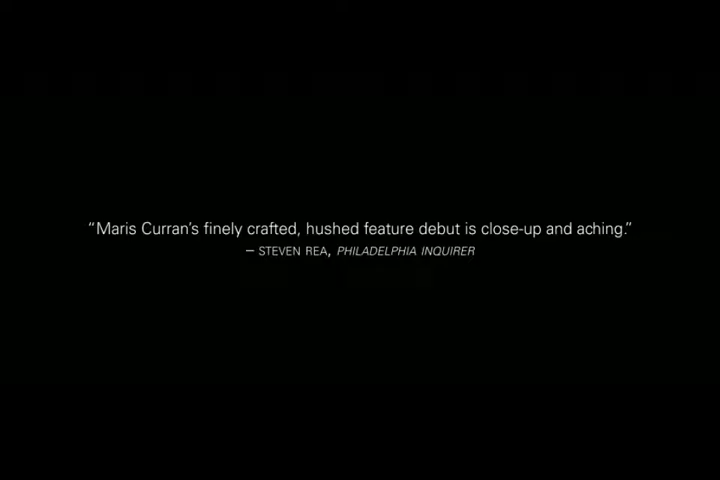 “Maris Curran’s finely crafted, hushed feature debut is close-up and aching.”
– STEVEN REA, PHILADELPHIA INQUIRER